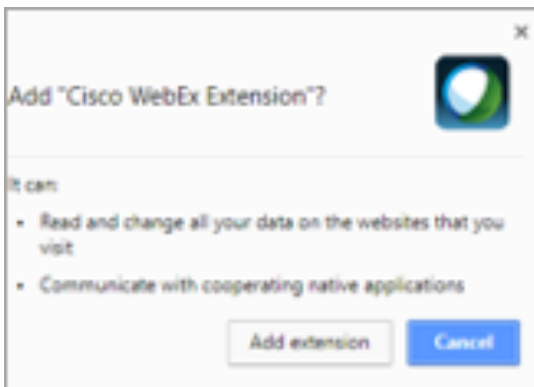 Add "Cisco WebEx Extension"?
It can:
• Read and change all your data on the websites that you
visit
• Communicate with cooperating native applications
Add extension Cancel